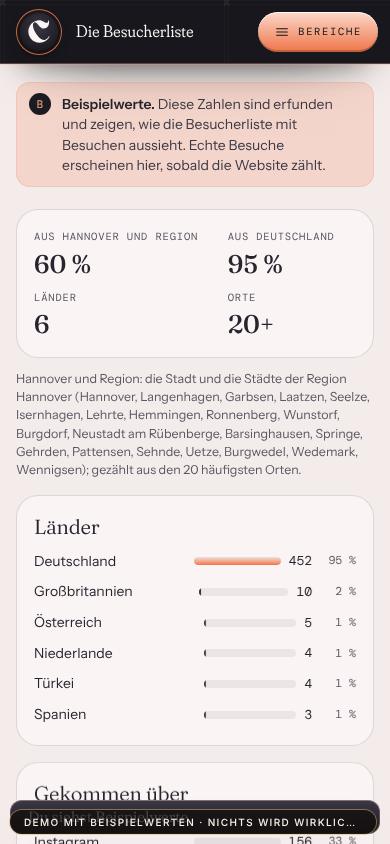 C Die Besucherliste BEREICHE
B Beispielwerte. Diese Zahlen sind erfunden
und zeigen, wie die Besucherliste mit
Besuchen aussieht. Echte Besuche
erscheinen hier, sobald die Website zählt.
AUS HANNOVER UND REGION AUS DEUTSCHLAND
60 % 95 %
LÄNDER ORTE
6 20+
Hannover und Region: die Stadt und die Städte der Region
Hannover (Hannover, Langenhagen, Garbsen, Laatzen, Seelze,
Isernhagen, Lehrte, Hemmingen, Ronnenberg, Wunstorf,
Burgdorf, Neustadt am Rübenberge, Barsinghausen, Springe,
Gehrden, Pattensen, Sehnde, Uetze, Burgwedel, Wedemark,
Wennigsen); gezählt aus den 20 häufigsten Orten.
Länder
Deutschland 452 95 %
Großbritannien 10 2 %
Österreich 5 1 %
Niederlande 4 1 %
Türkei 4 1 %
Spanien 3 1 %
Gekommen über
Du siehst Beispielwerte
DEMO MIT BEISPIELWERTEN · NICHTS WIRD WIRKLIC…
Instagram 156 33 %